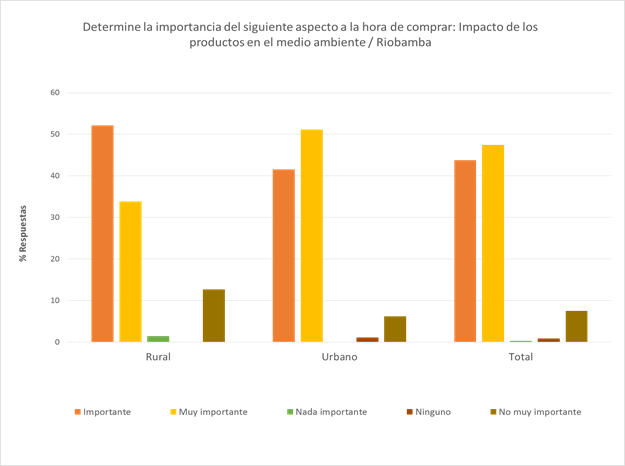 Determine la importancia del siguiente aspecto a la hora de comprar: Impacto de los
productos en el medio ambiente / Riobamba
60
50
40
30
20
10
0
% Respuestas
Rural Urbano Total
Importante Muy importante Nada importante Ninguno No muy importante